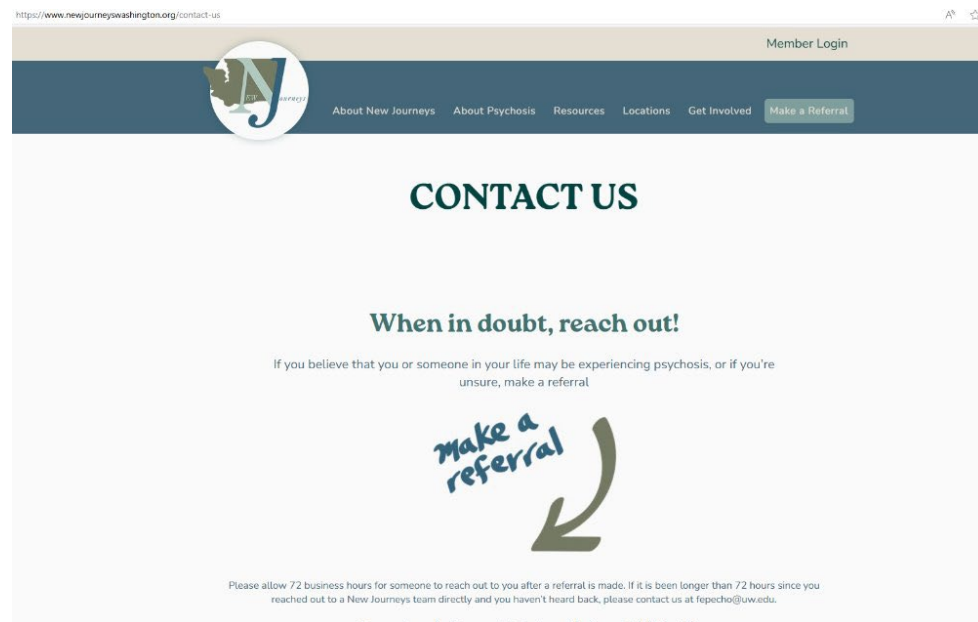 https://www.newjourneyswashington.org/contact-us
Member Login
NEW Journeys
About New Journeys About Psychosis Resources Locations Get Involved Make a Referral
CONTACT US
When in doubt, reach out!
If you believe that you or someone in your life may be experiencing psychosis, or if you're
unsure, make a referral
make a
referral
Please allow 72 business hours for someone to reach out to you after a referral is made. If it is been longer than 72 hours since you
reached out to a New Journeys team directly and you haven't heard back, please contact us at fepecho@uw.edu.